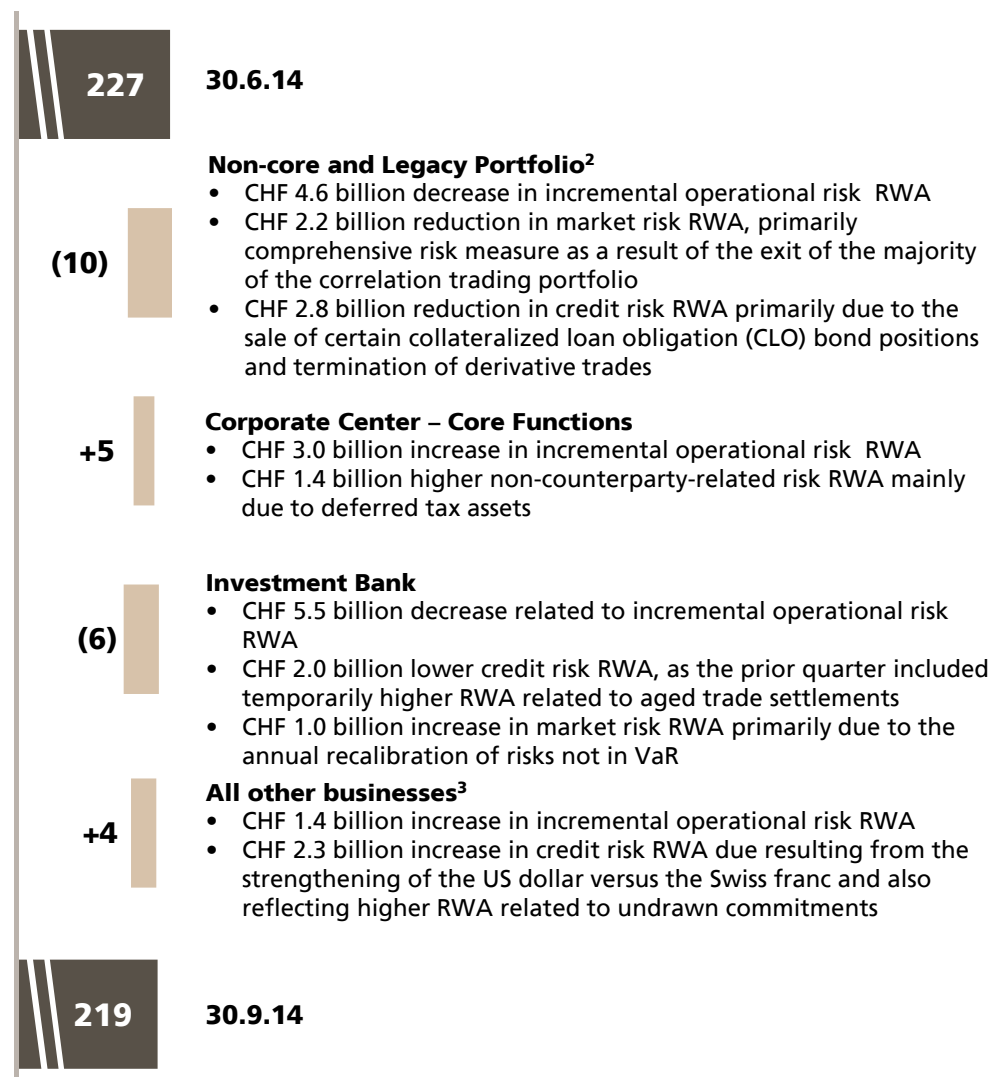 227
30.6.14
Non-core and Legacy Portfolio²
• CHF 4.6 billion decrease in incremental operational risk RWA
• CHF 2.2 billion reduction in market risk RWA, primarily
comprehensive risk measure as a result of the exit of the majority
of the correlation trading portfolio
• CHF 2.8 billion reduction in credit risk RWA primarily due to the
sale of certain collateralized loan obligation (CLO) bond positions
and termination of derivative trades
(10)
Corporate Center – Core Functions
• CHF 3.0 billion increase in incremental operational risk RWA
• CHF 1.4 billion higher non-counterparty-related risk RWA mainly
due to deferred tax assets
+5
Investment Bank
• CHF 5.5 billion decrease related to incremental operational risk
RWA
• CHF 2.0 billion lower credit risk RWA, as the prior quarter included
temporarily higher RWA related to aged trade settlements
• CHF 1.0 billion increase in market risk RWA primarily due to the
annual recalibration of risks not in VaR
(6)
All other businesses³
• CHF 1.4 billion increase in incremental operational risk RWA
• CHF 2.3 billion increase in credit risk RWA due resulting from the
strengthening of the US dollar versus the Swiss franc and also
reflecting higher RWA related to undrawn commitments
+4
219
30.9.14